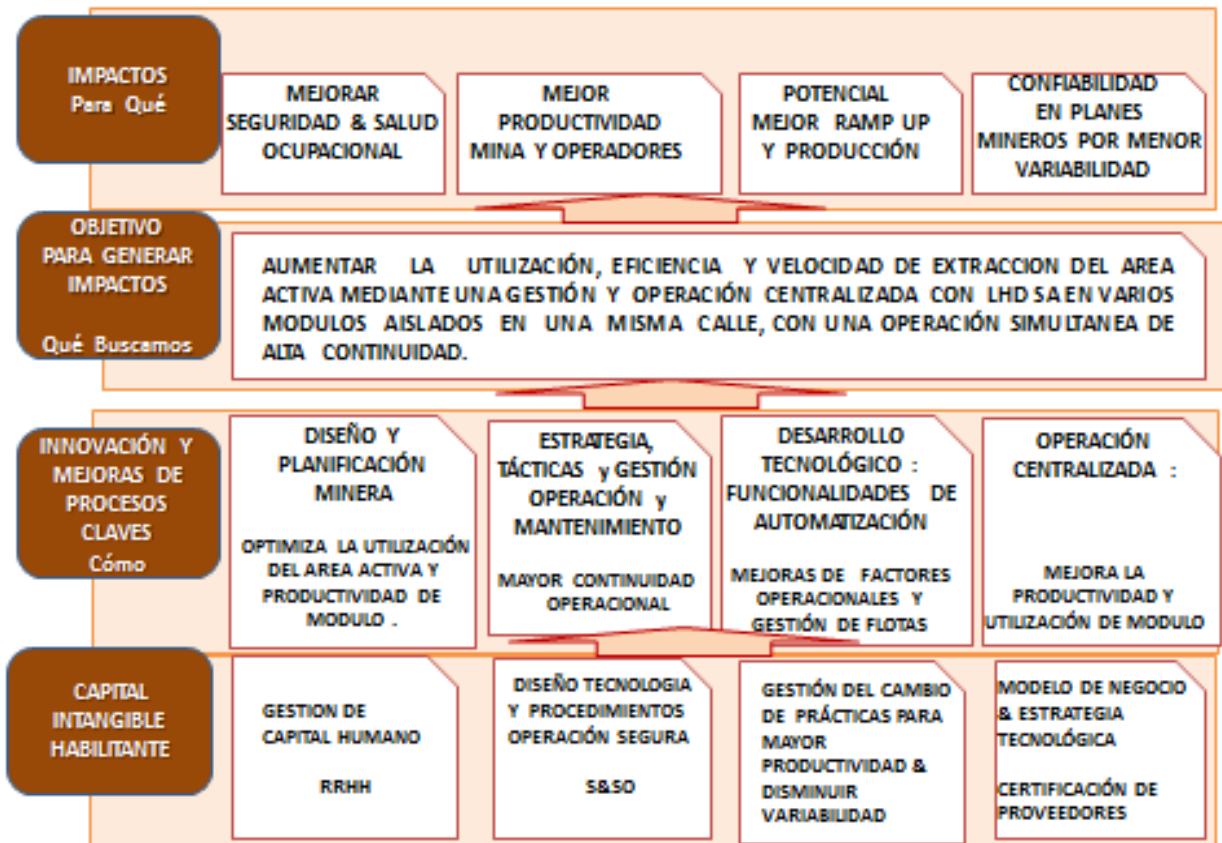 IMPACTOS
Para Qué
MEJORAR
SEGURIDAD & SALUD
OCUPACIONAL
MEJOR
PRODUCTIVIDAD
MINA Y OPERADORES
POTENCIAL
MEJOR RAMP UP
Y PRODUCCIÓN
CONFIABILIDAD
EN PLANES
MINEROS POR MENOR
VARIABILIDAD
OBJETIVO
PARA GENERAR
IMPACTOS
Qué Buscamos
AUMENTAR LA UTILIZACIÓN, EFICIENCIA Y VELOCIDAD DE EXTRACCION DEL AREA
ACTIVA MEDIANTE UNA GESTIÓN Y OPERACIÓN CENTRALIZADA CON LHD SA EN VARIOS
MODULOS AISLADOS EN UNA MISMA CALLE, CON UNA OPERACIÓN SIMULTANEA DE
ALTA CONTINUIDAD.
INNOVACIÓN Y
MEJORAS DE
PROCESOS
CLAVES
Cómo
DISEÑO Y
PLANIFICACIÓN
MINERA
OPTIMIZA LA UTILIZACIÓN
DEL AREA ACTIVA Y
PRODUCTIVIDAD DE
MODULO .
ESTRATEGIA,
TÁCTICAS y GESTIÓN
OPERACIÓN y
MANTENIMIENTO
MAYOR CONTINUIDAD
OPERACIONAL
DESARROLLO
TECNOLÓGICO :
FUNCIONALIDADES DE
AUTOMATIZACIÓN
MEJORAS DE FACTORES
OPERACIONALES Y
GESTIÓN DE FLOTAS
OPERACIÓN
CENTRALIZADA :
MEJORA LA
PRODUCTIVIDAD Y
UTILIZACIÓN DE MODULO
CAPITAL
INTANGIBLE
HABILITANTE
GESTION DE
CAPITAL HUMANO
RRHH
DISEÑO TECNOLOGIA
Y PROCEDIMIENTOS
OPERACIÓN SEGURA
S&SO
GESTIÓN DEL CAMBIO
DE PRÁCTICAS PARA
MAYOR
PRODUCTIVIDAD &
DISMINUIR
VARIABILIDAD
MODELO DE NEGOCIO
& ESTRATEGIA
TECNOLÓGICA
CERTIFICACIÓN DE
PROVEEDORES